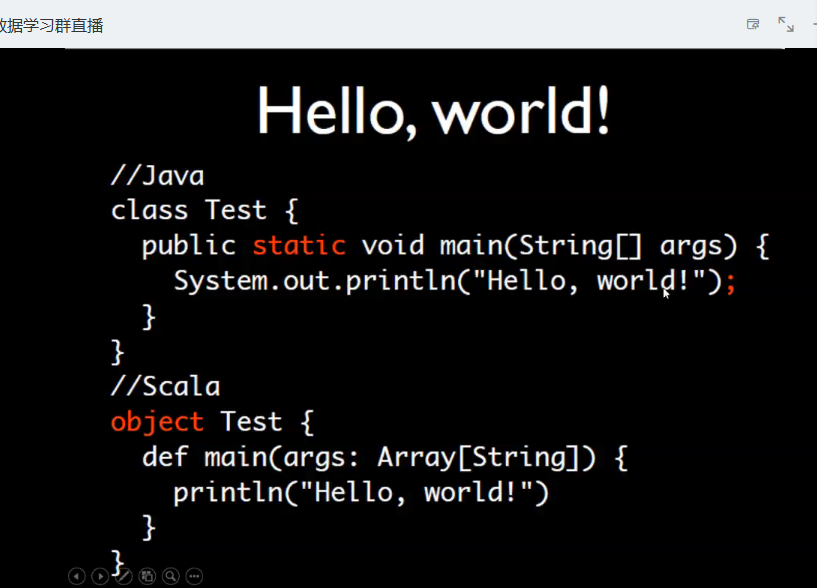 数据学习群直播
Hello, world!
//Java
class Test {
  public static void main(String[] args) {
    System.out.println("Hello, world!");
  }
}
//Scala
object Test {
  def main(args: Array[String]) {
    println("Hello, world!")
  }
}